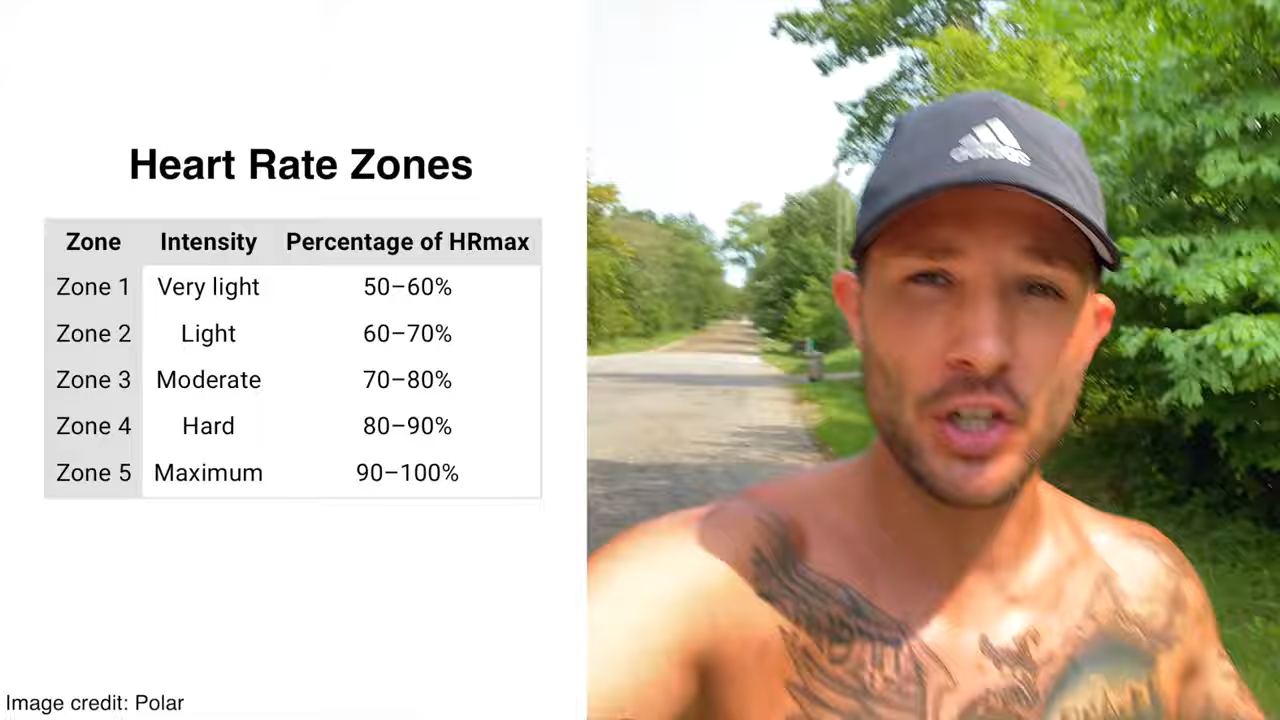 Heart Rate Zones
Zone Intensity Percentage of HRmax
Zone 1 Very light 50–60%
Zone 2 Light 60–70%
Zone 3 Moderate 70–80%
Zone 4 Hard 80–90%
Zone 5 Maximum 90–100%
Image credit: Polar
adidas